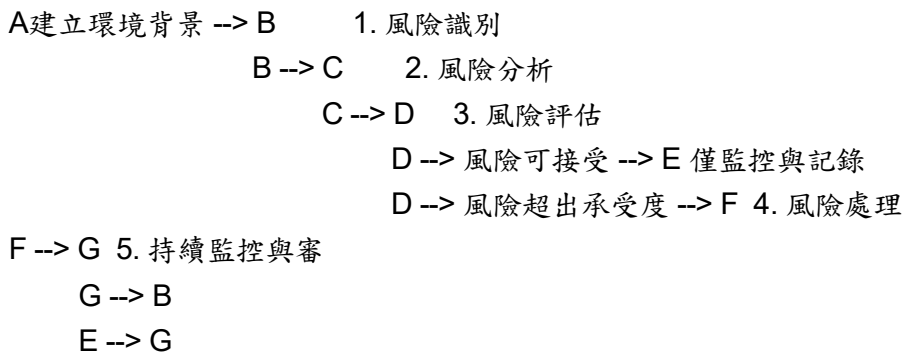 A建立環境背景 --> B 1. 風險識別
B --> C 2. 風險分析
C --> D 3. 風險評估
D --> 風險可接受 --> E 僅監控與記錄
D --> 風險超出承受度 --> F 4. 風險處理
F --> G 5. 持續監控與審
G --> B
E --> G